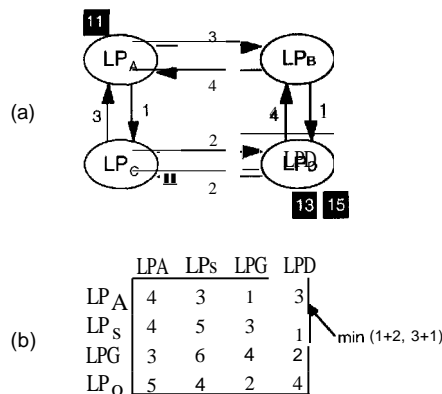 11
LPA 3 LPB
4
(a) 3 1 4 1
2
LPC LPD
2
13 15
LPA LPs LPG LPD
LPA 4 3 1 3
LPs 4 5 3 1
(b) min (1+2, 3+1)
LPG 3 6 4 2
LPO 5 4 2 4